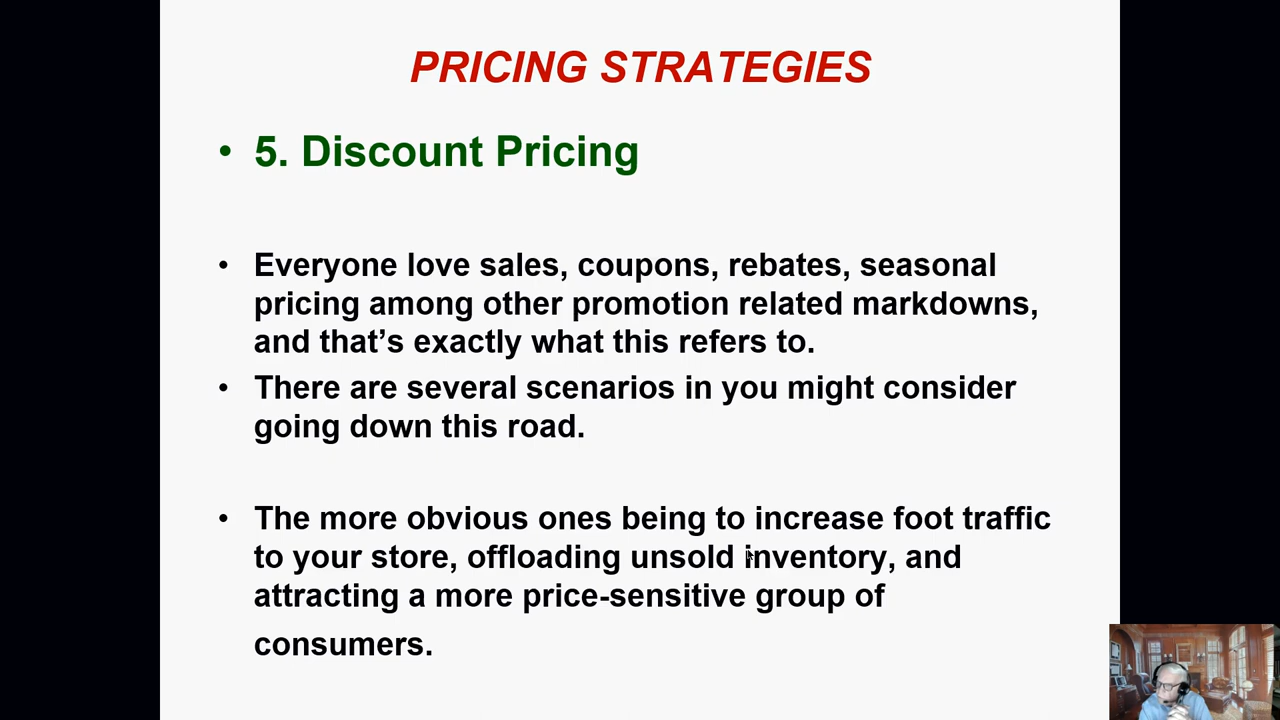 PRICING STRATEGIES
• 5. Discount Pricing
• Everyone love sales, coupons, rebates, seasonal
pricing among other promotion related markdowns,
and that’s exactly what this refers to.
• There are several scenarios in you might consider
going down this road.
• The more obvious ones being to increase foot traffic
to your store, offloading unsold inventory, and
attracting a more price-sensitive group of
consumers.